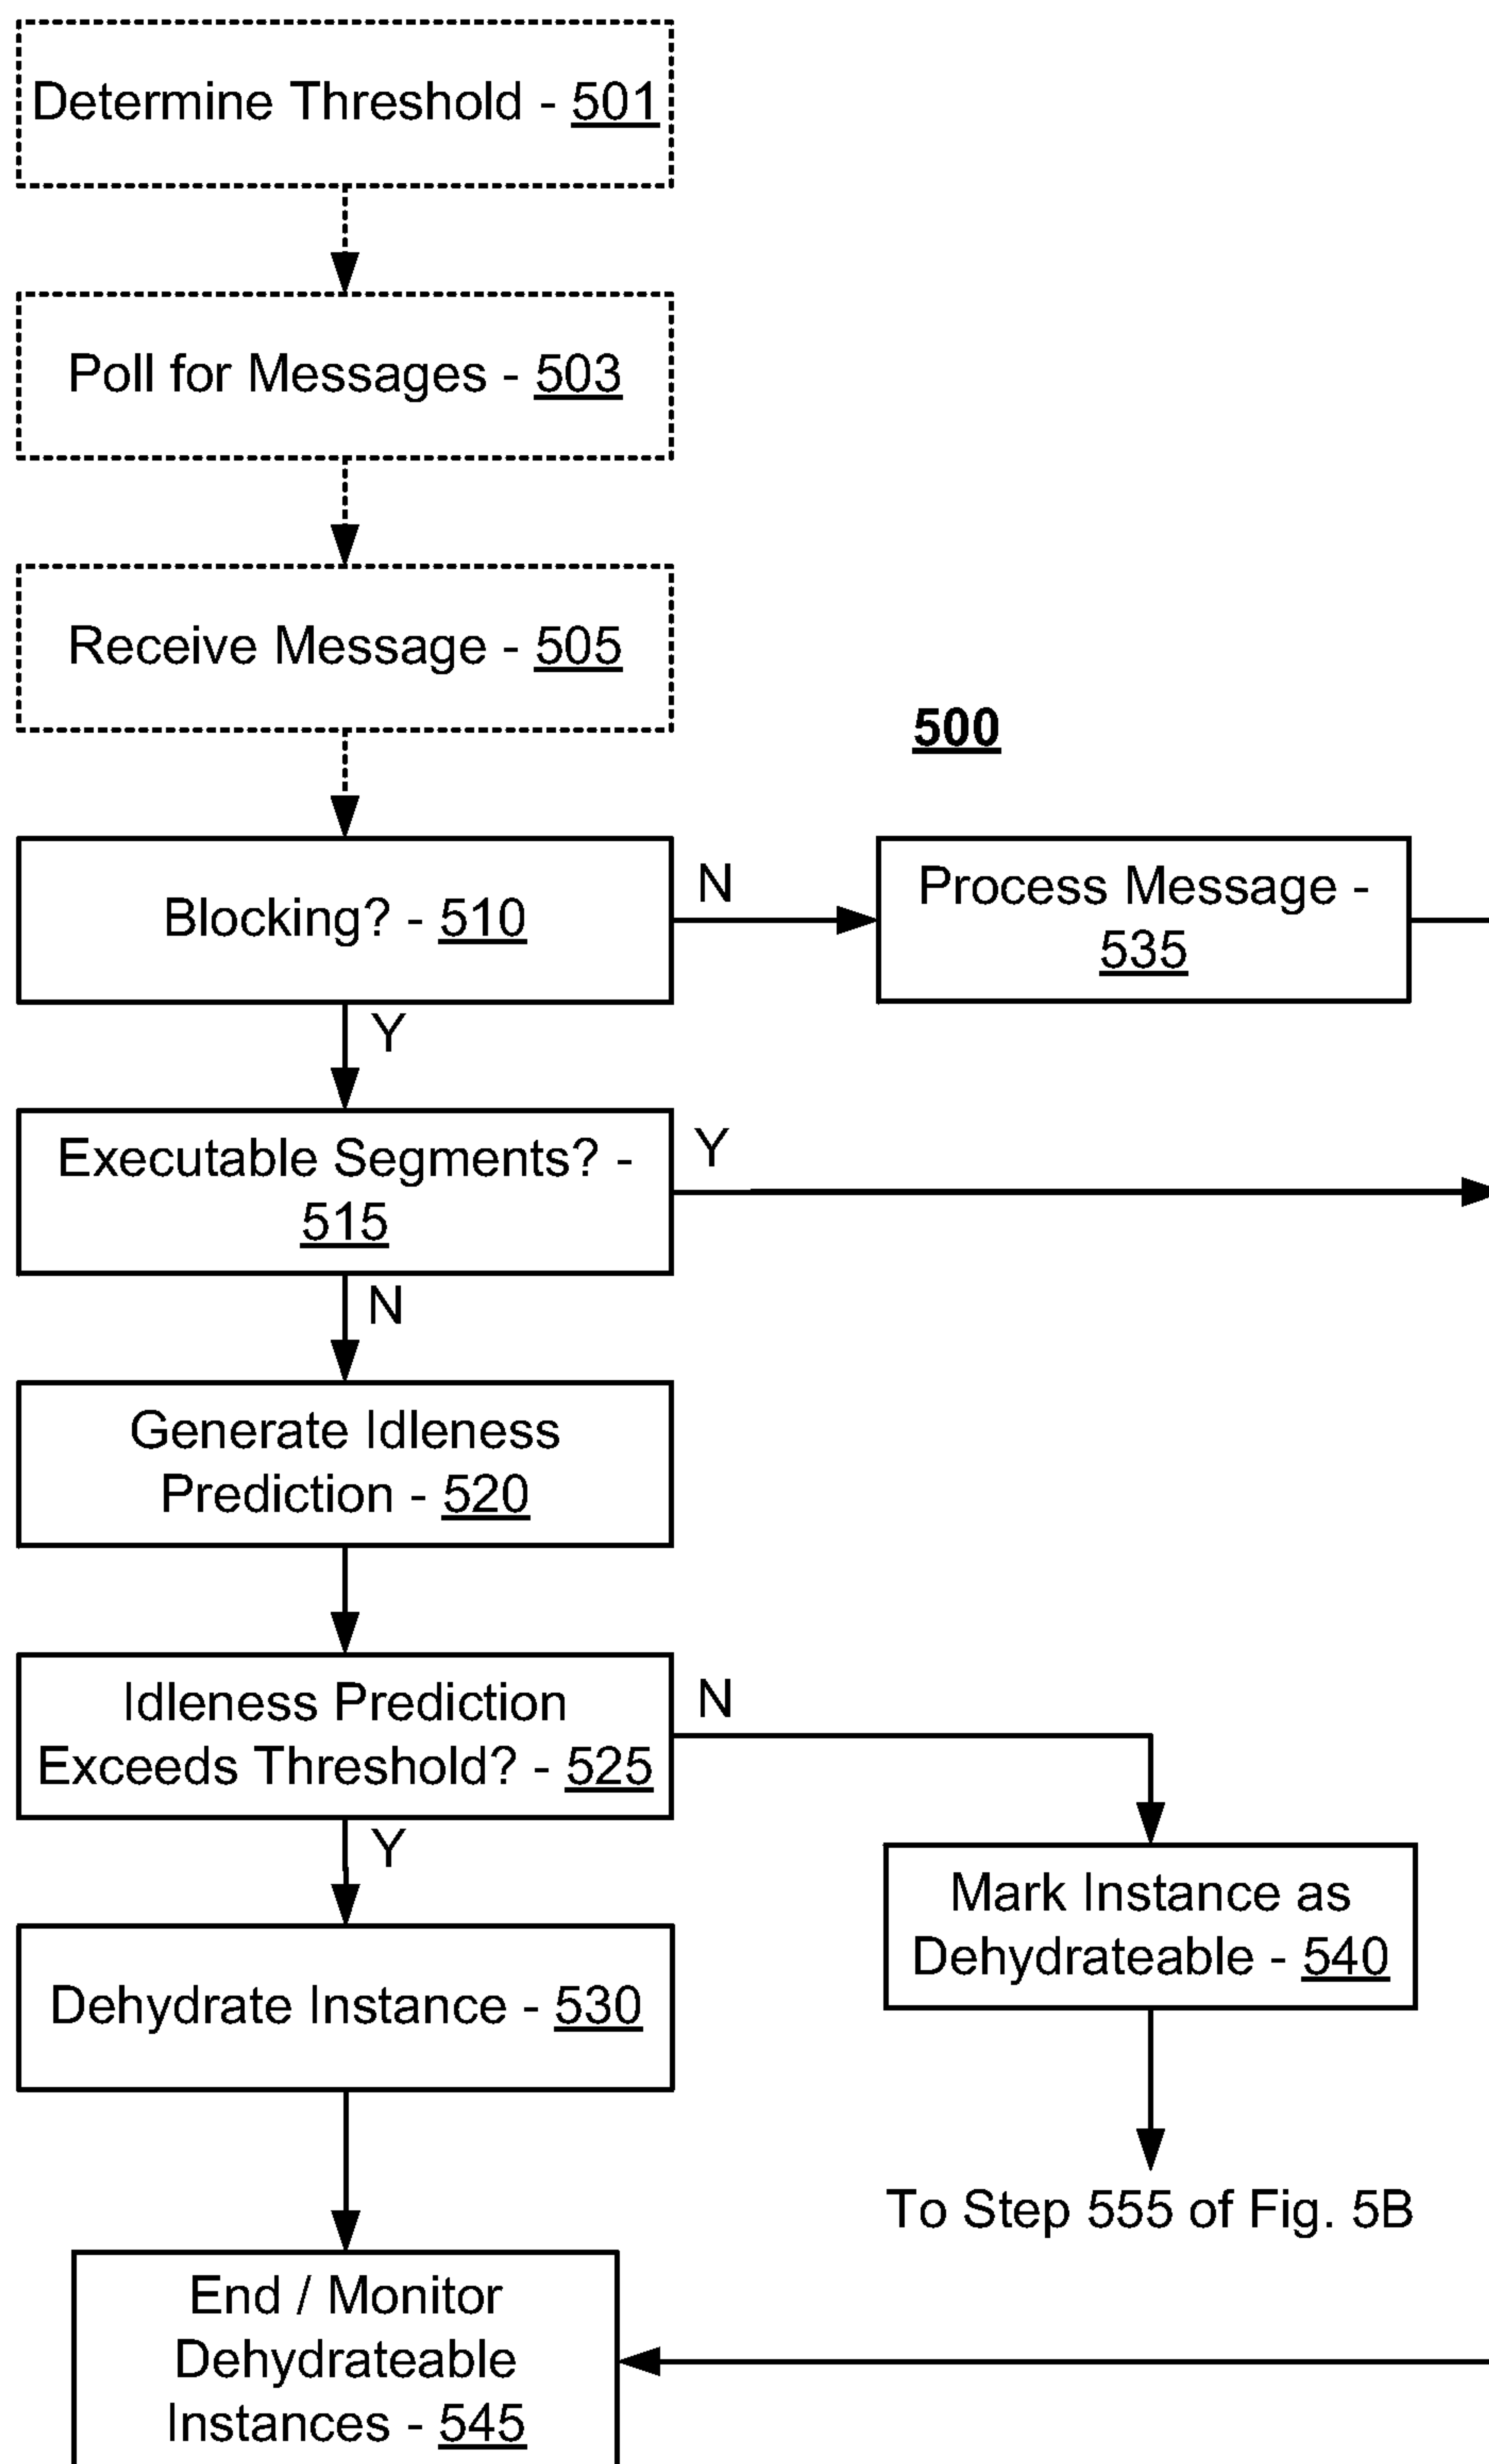 Determine Threshold - 501
Poll for Messages - 503
Receive Message - 505
500
Blocking? - 510
N
Process Message -
535
Y
Executable Segments? -
515
Y
N
Generate Idleness
Prediction - 520
Idleness Prediction
Exceeds Threshold? - 525
N
Y
Mark Instance as
Dehydrateable - 540
Dehydrate Instance - 530
To Step 555 of Fig. 5B
End / Monitor
Dehydrateable
Instances - 545